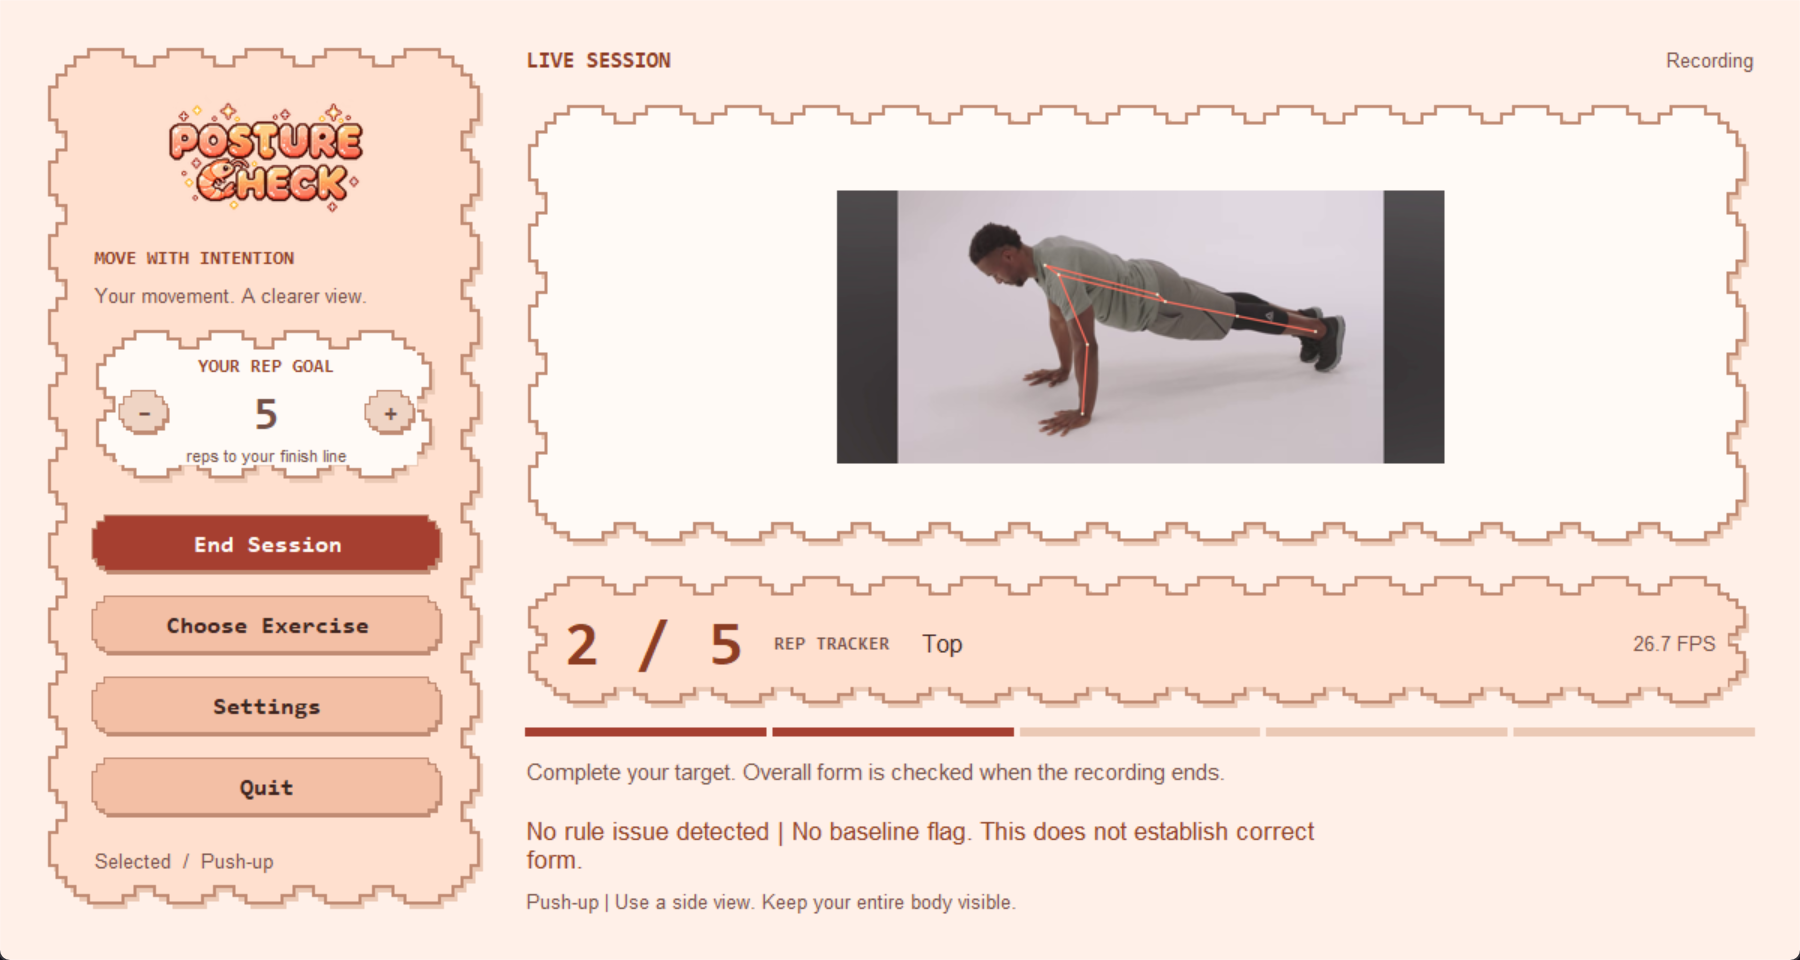 POSTURE
CHECK
MOVE WITH INTENTION
Your movement. A clearer view.
YOUR REP GOAL
- 5 +
reps to your finish line
End Session
Choose Exercise
Settings
Quit
Selected / Push-up
LIVE SESSION
Recording
2 / 5 REP TRACKER Top 26.7 FPS
Complete your target. Overall form is checked when the recording ends.
No rule issue detected | No baseline flag. This does not establish correct
form.
Push-up | Use a side view. Keep your entire body visible.